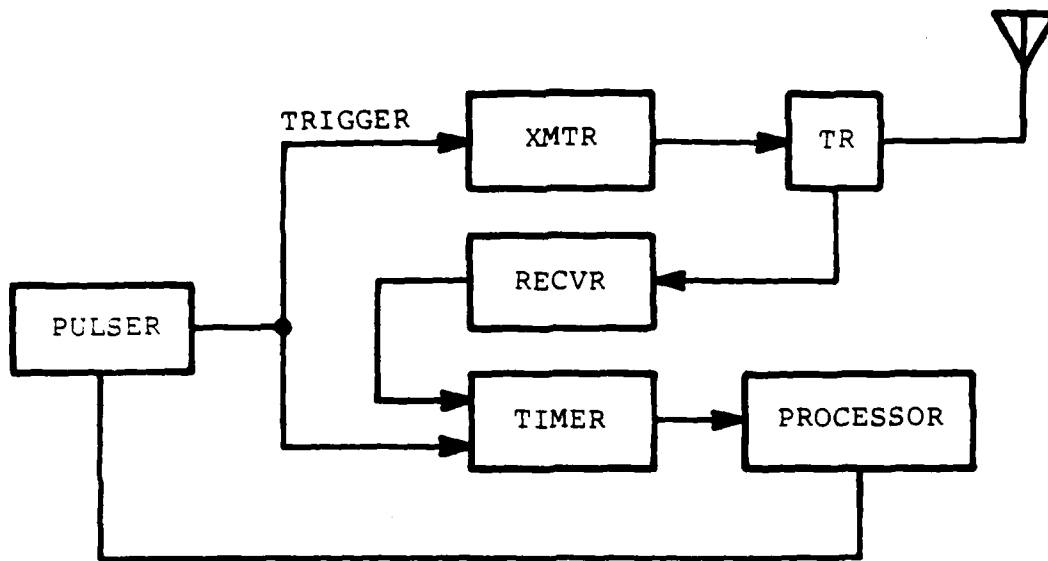 TRIGGER
XMTR
TR
RECVR
PULSER
TIMER
PROCESSOR